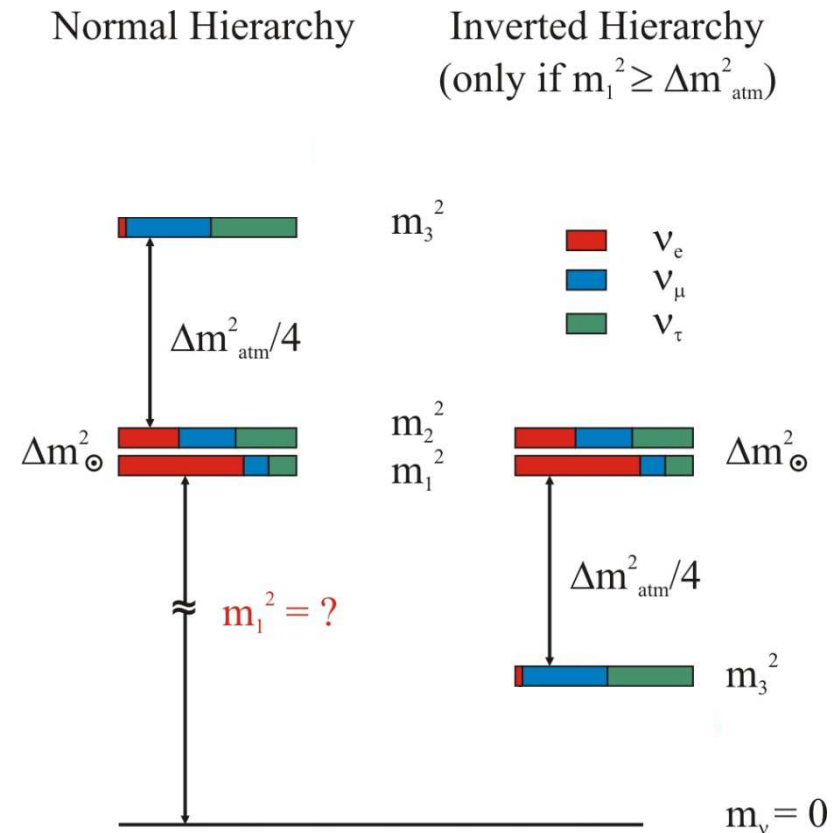 Normal Hierarchy
Inverted Hierarchy
(only if m₁² ≥ Δm²atm)
m₃²
νe
νμ
ντ
Δm²atm/4
Δm²⊙
m₂²
m₁²
Δm²⊙
Δm²atm/4
≈ m₁² = ?
m₃²
mν = 0